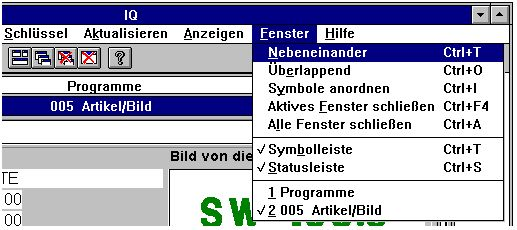 IQ
Schlüssel Aktualisieren Anzeigen Fenster Hilfe
Nebeneinander Ctrl+T
Überlappend Ctrl+O
Symbole anordnen Ctrl+I
Aktives Fenster schließen Ctrl+F4
Alle Fenster schließen Ctrl+A
✓ Symbolleiste Ctrl+T
✓ Statusleiste Ctrl+S
1 Programme
✓ 2 005 Artikel/Bild
?
Programme
005 Artikel/Bild
Bild von die
TE
00
00
SW